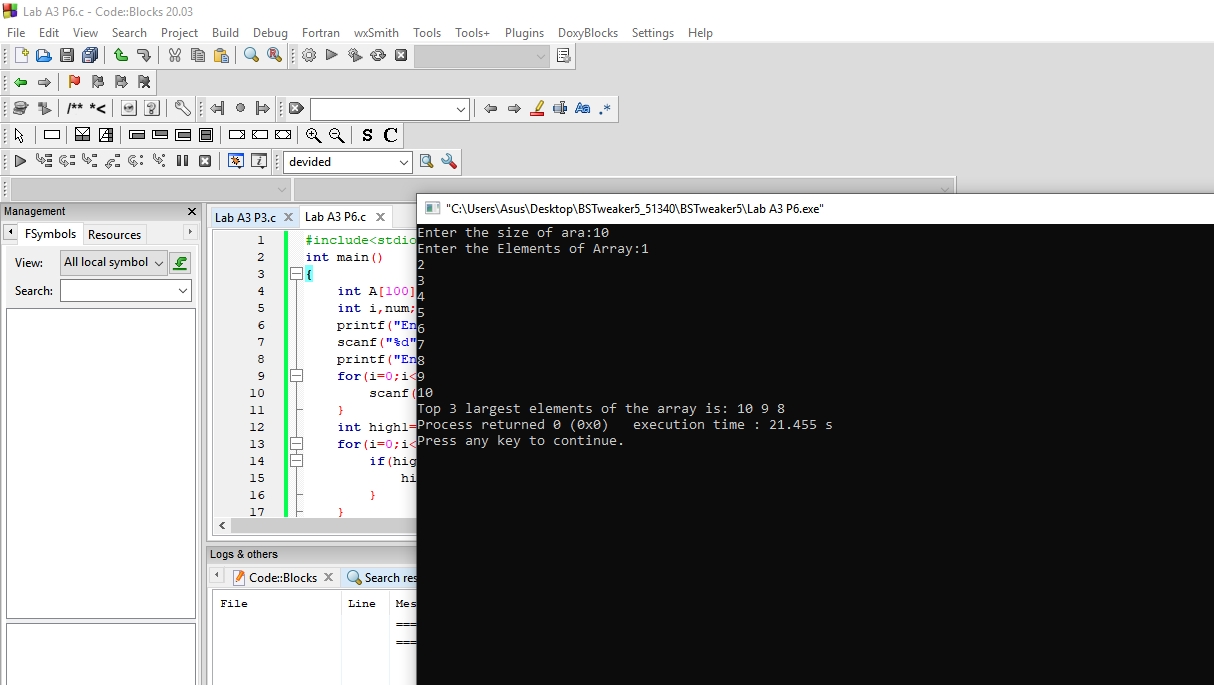 Lab A3 P6.c - Code::Blocks 20.03
File Edit View Search Project Build Debug Fortran wxSmith Tools Tools+ Plugins DoxyBlocks Settings Help
/** *<
Aa .*
S C
devided
Management
FSymbols Resources
View: All local symbol
Search:
Lab A3 P3.c Lab A3 P6.c
1 #include<stdio
2 int main()
3 {
4 int A[100]
5 int i,num;
6 printf("En
7 scanf("%d"
8 printf("En
9 for(i=0;i<
10 scanf(
11 }
12 int high1=
13 for(i=0;i<
14 if(hig
15 hi
16 }
17 }
Logs & others
Code::Blocks Search res
File Line Mes
===
===
"C:\Users\Asus\Desktop\BSTweaker5_51340\BSTweaker5\Lab A3 P6.exe"
Enter the size of ara:10
Enter the Elements of Array:1
2
3
4
5
6
7
8
9
10
Top 3 largest elements of the array is: 10 9 8
Process returned 0 (0x0)   execution time : 21.455 s
Press any key to continue.